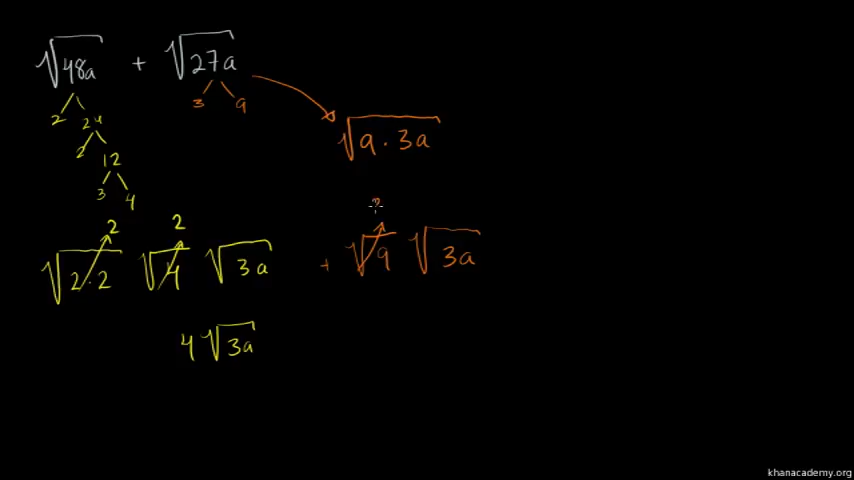 √48a + √27a
3 9
2 24
√9 · 3a
2 12
3 4
2 2
√2·2 √4 √3a + √9 √3a
4√3a
khanacademy.org